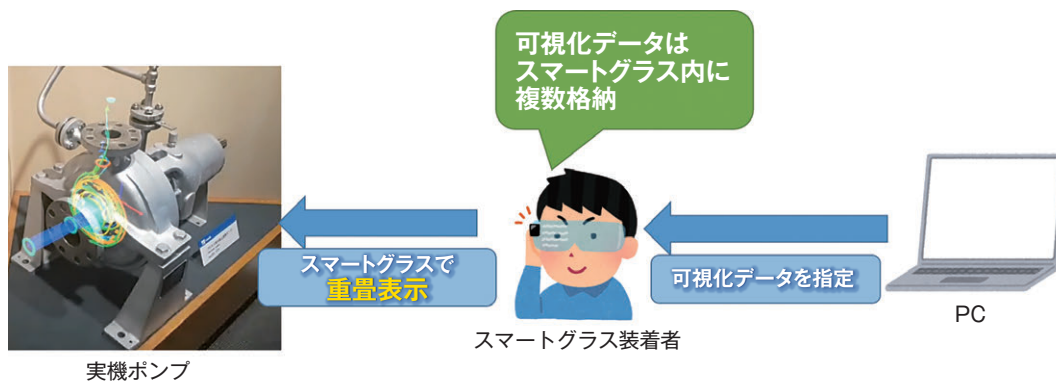 可視化データは
スマートグラス内に
複数格納
スマートグラスで
重畳表示
可視化データを指定
PC
スマートグラス装着者
実機ポンプ